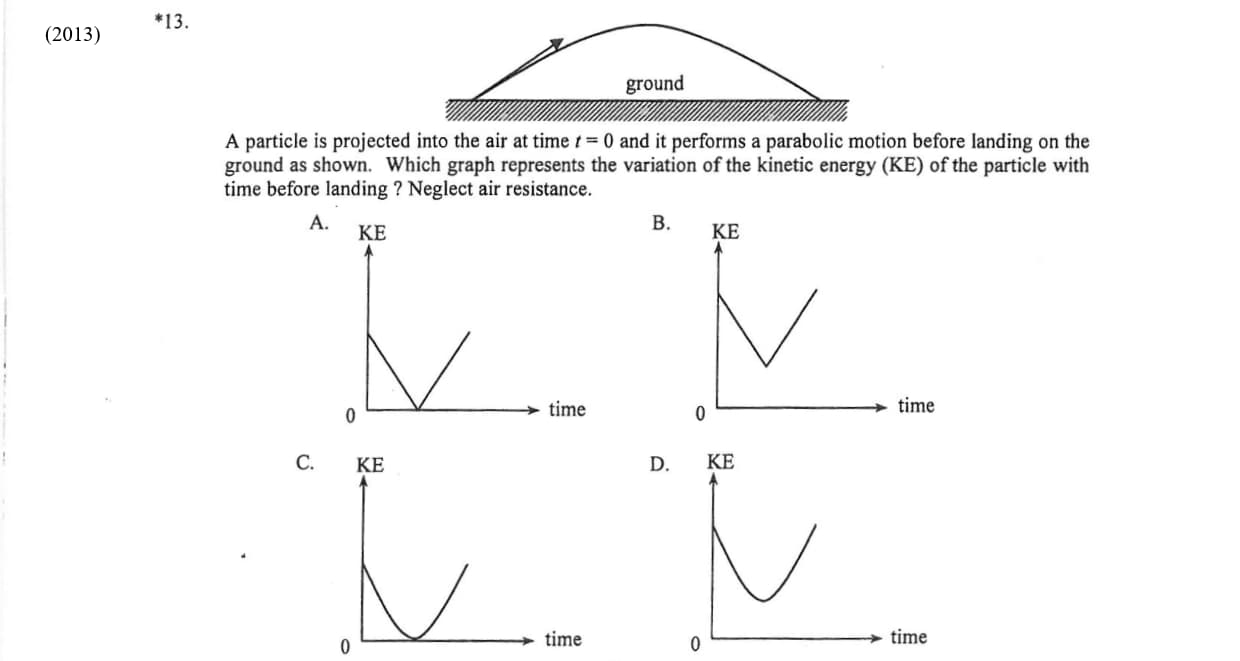 (2013)
*13.
ground
A particle is projected into the air at time t = 0 and it performs a parabolic motion before landing on the
ground as shown. Which graph represents the variation of the kinetic energy (KE) of the particle with
time before landing ? Neglect air resistance.
A.
KE
0
time
B.
KE
0
time
C.
KE
0
time
D.
KE
0
time